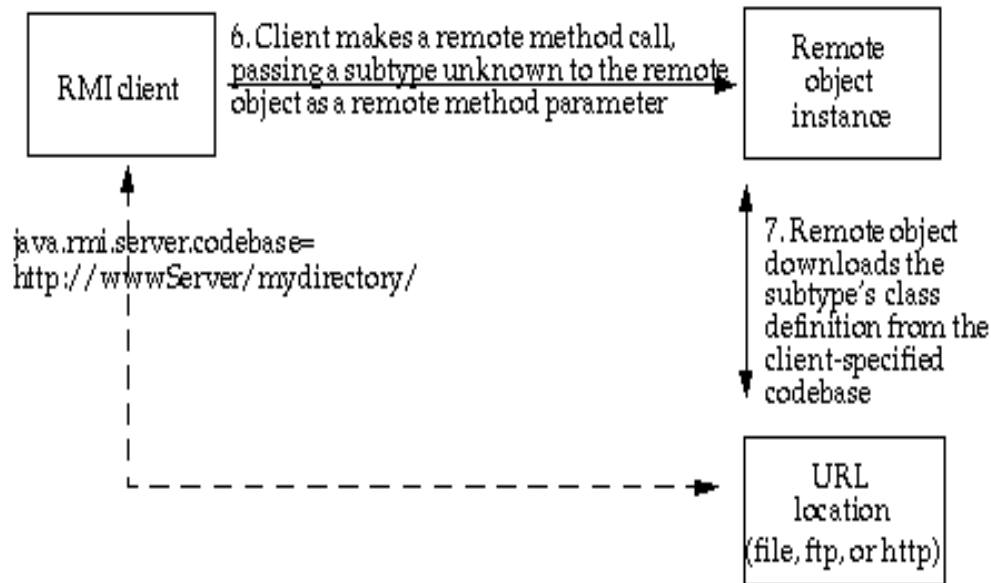 RMI client
6. Client makes a remote method call,
passing a subtype unknown to the remote
object as a remote method parameter
Remote
object
instance
java.rmi.server.codebase=
http://wwwServer/mydirectory/
7. Remote object
downloads the
subtype's class
definition from the
client-specified
codebase
URL
location
(file, ftp, or http)